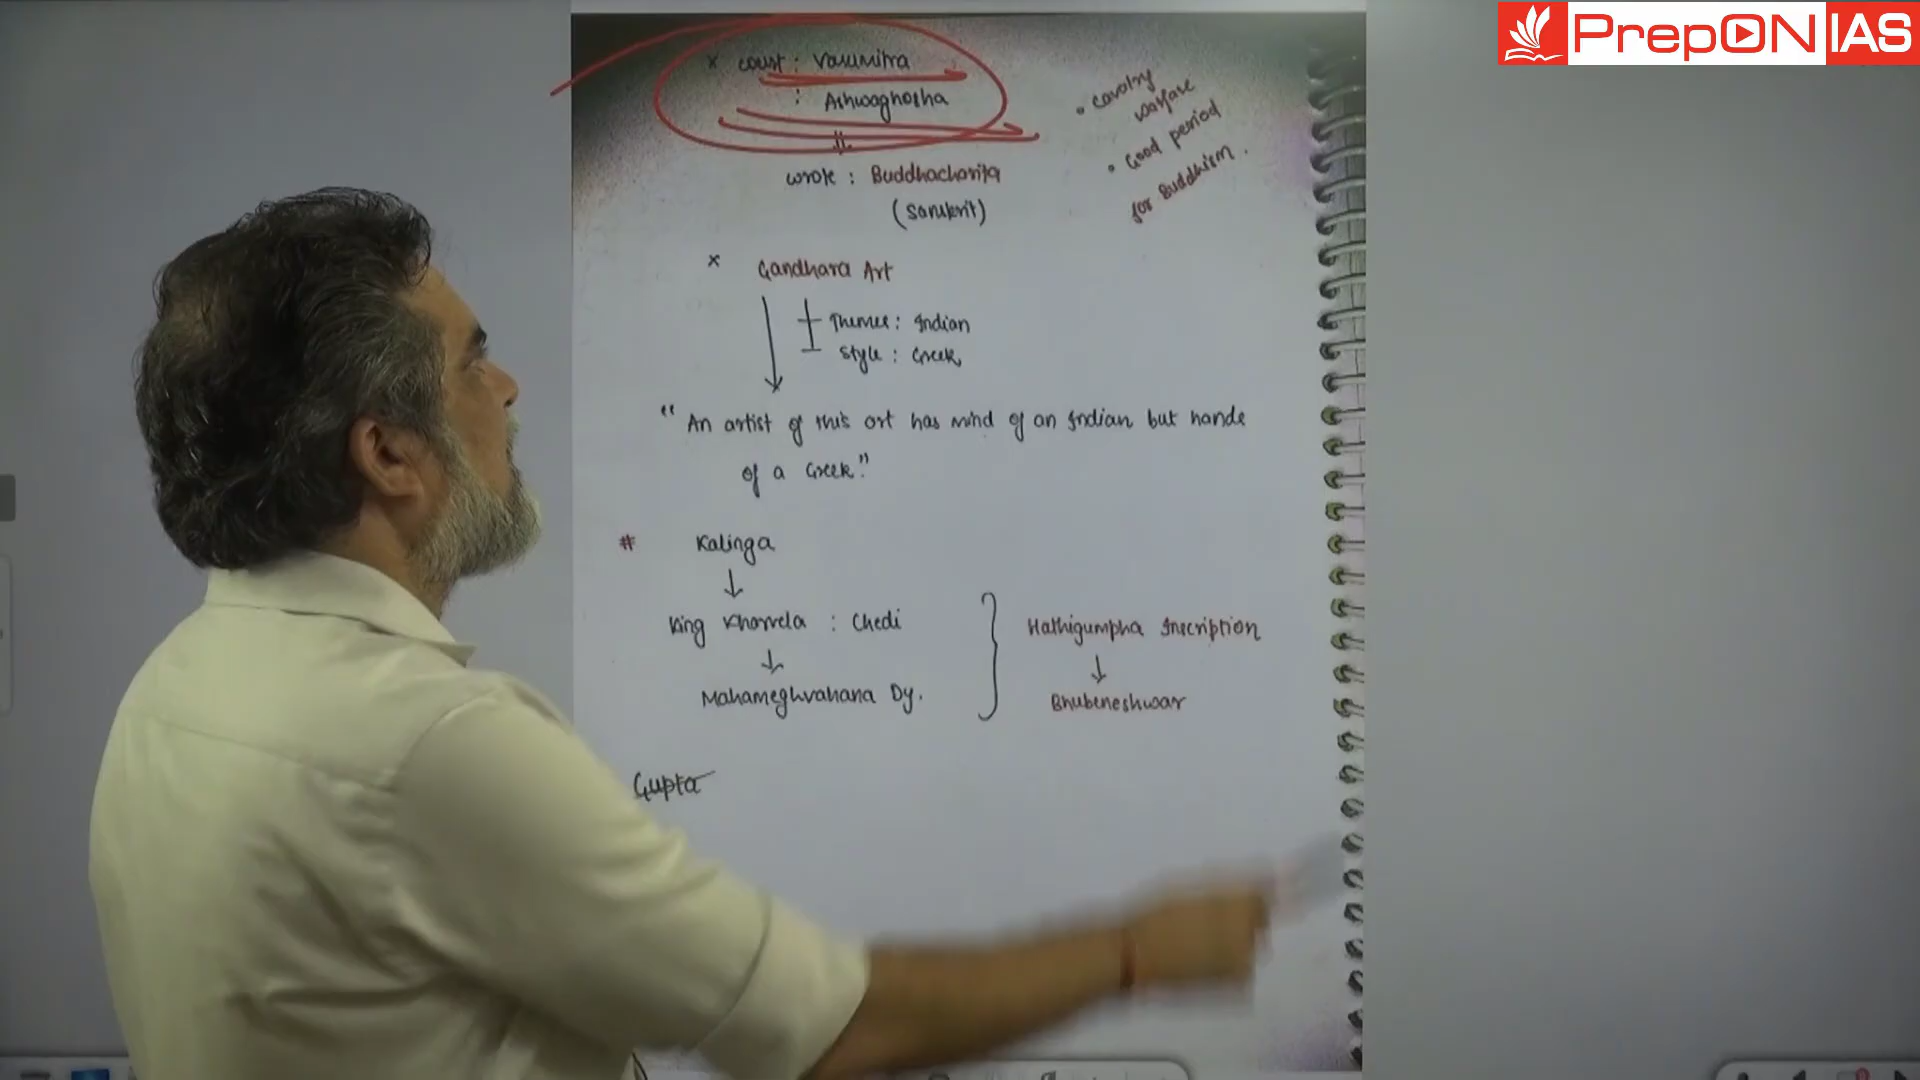 PrepON IAS
x court : Vasumitra
: Ashwaghosha
wrote : Buddhacharita
(Sanskrit)
• cavalry
warfare
• Good period
for Buddhism.
x Gandhara Art
Themes : Indian
Style : Greek
" An artist of this art has mind of an Indian but hands
of a Greek."
# Kalinga
King Kharvela : Chedi
Mahameghvahana Dy.
Hathigumpha Inscription
Bhubeneshwar
Gupta